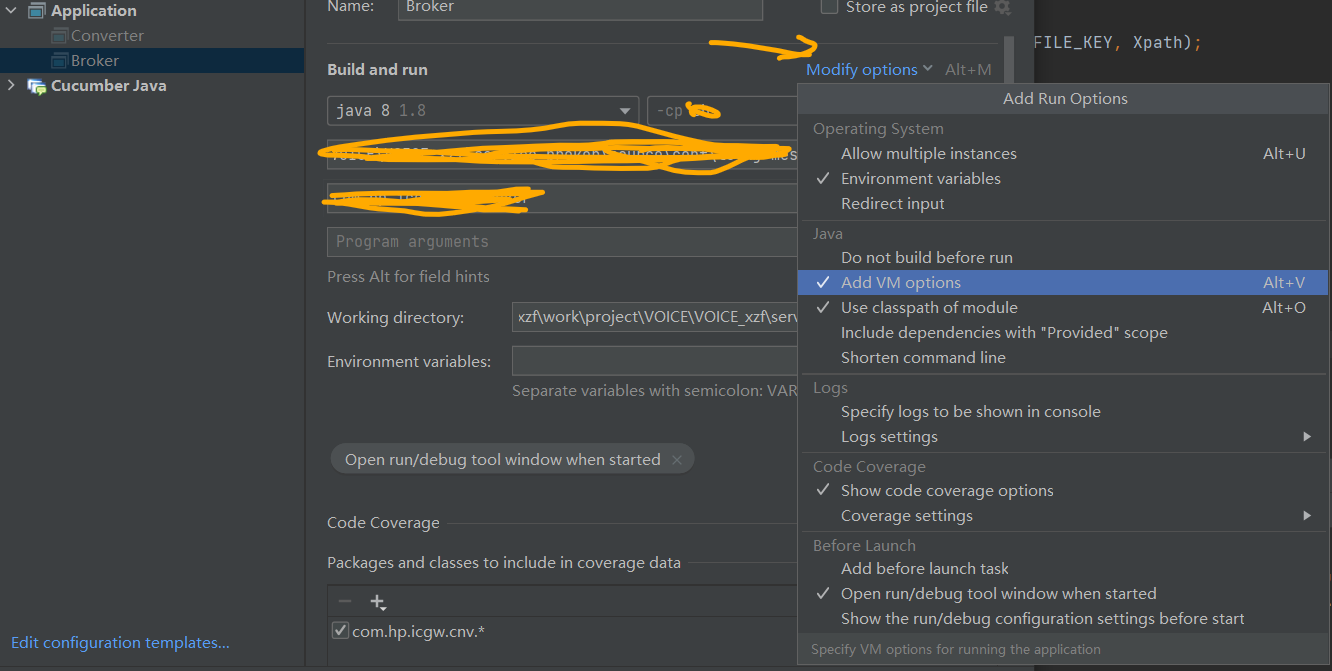 Application
Converter
Broker
Cucumber Java
Edit configuration templates...
Name:
Broker
Store as project file
FILE_KEY, Xpath);
Build and run
Modify options
Alt+M
java 8 1.8
-cp
Program arguments
Press Alt for field hints
Working directory:
xzf\work\project\VOICE\VOICE_xzf\serv
Environment variables:
Separate variables with semicolon: VAR
Open run/debug tool window when started
Code Coverage
Packages and classes to include in coverage data
com.hp.icgw.cnv.*
Add Run Options
Operating System
Allow multiple instances Alt+U
Environment variables
Redirect input
Java
Do not build before run
Add VM options Alt+V
Use classpath of module Alt+O
Include dependencies with "Provided" scope
Shorten command line
Logs
Specify logs to be shown in console
Logs settings
Code Coverage
Show code coverage options
Coverage settings
Before Launch
Add before launch task
Open run/debug tool window when started
Show the run/debug configuration settings before start
Specify VM options for running the application